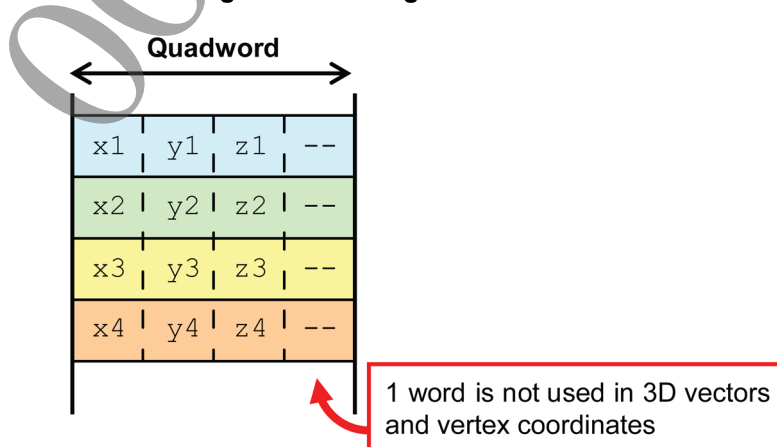 Quadword
x1 y1 z1 --
x2 y2 z2 --
x3 y3 z3 --
x4 y4 z4 --
1 word is not used in 3D vectors
and vertex coordinates